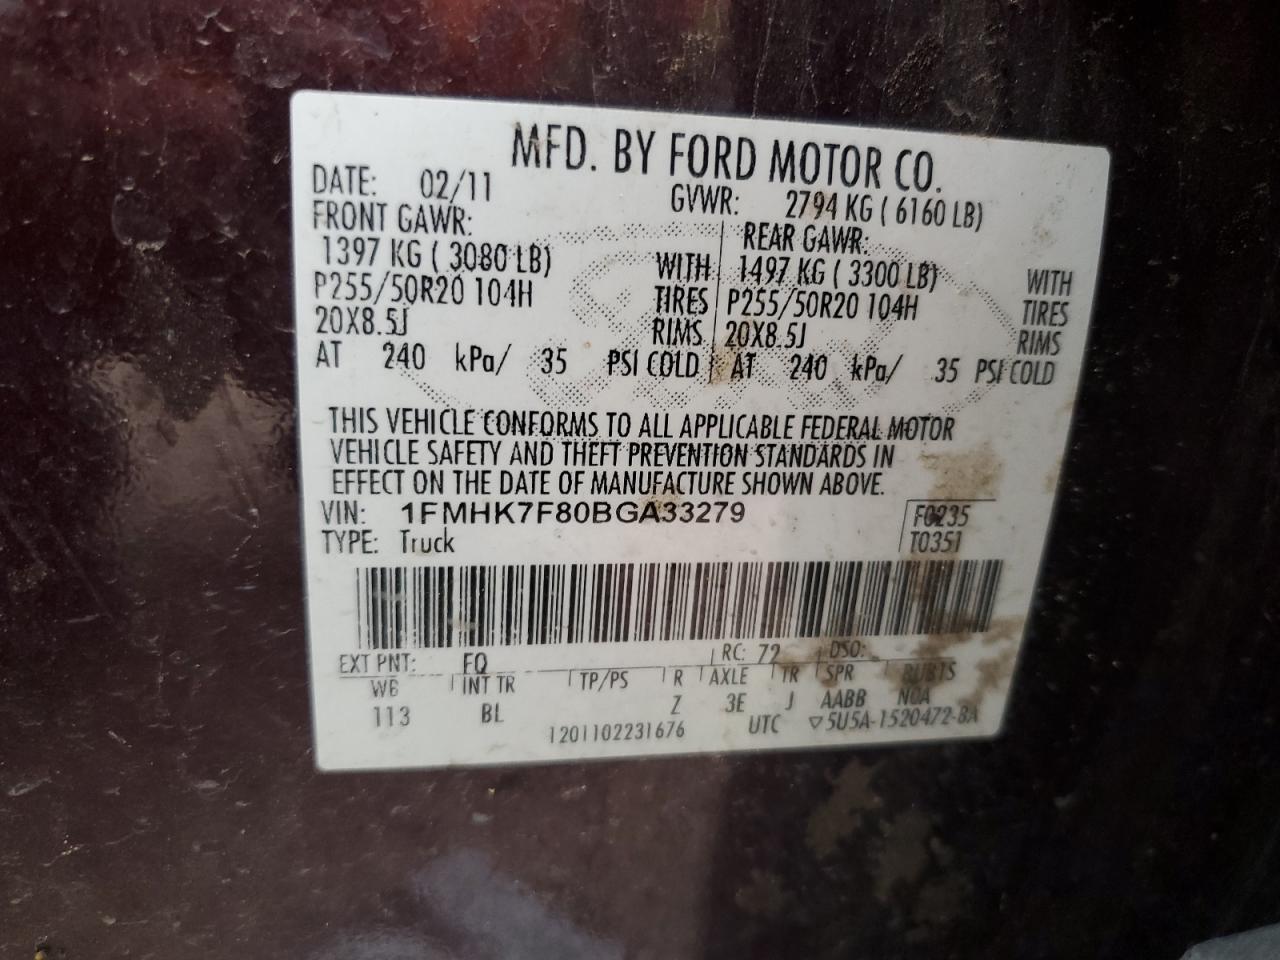 MFD. BY FORD MOTOR CO.
DATE: 02/11 GVWR: 2794 KG ( 6160 LB)
FRONT GAWR: REAR GAWR:
1397 KG ( 3080 LB) WITH 1497 KG ( 3300 LB) WITH
P255/50R20 104H TIRES P255/50R20 104H TIRES
20X8.5J RIMS 20X8.5J RIMS
AT 240 kPa/ 35 PSI COLD AT 240 kPa/ 35 PSI COLD
THIS VEHICLE CONFORMS TO ALL APPLICABLE FEDERAL MOTOR
VEHICLE SAFETY AND THEFT PREVENTION STANDARDS IN
EFFECT ON THE DATE OF MANUFACTURE SHOWN ABOVE.
VIN: 1FMHK7F80BGA33279 F0235
TYPE: Truck T0351
EXT PNT: FQ RC: 72 DSO:
WB INT TR TP/PS R AXLE TR SPR BURTS
113 BL Z 3E J AABB NOA
1201102231676 UTC ▽5U5A-1520472-BA